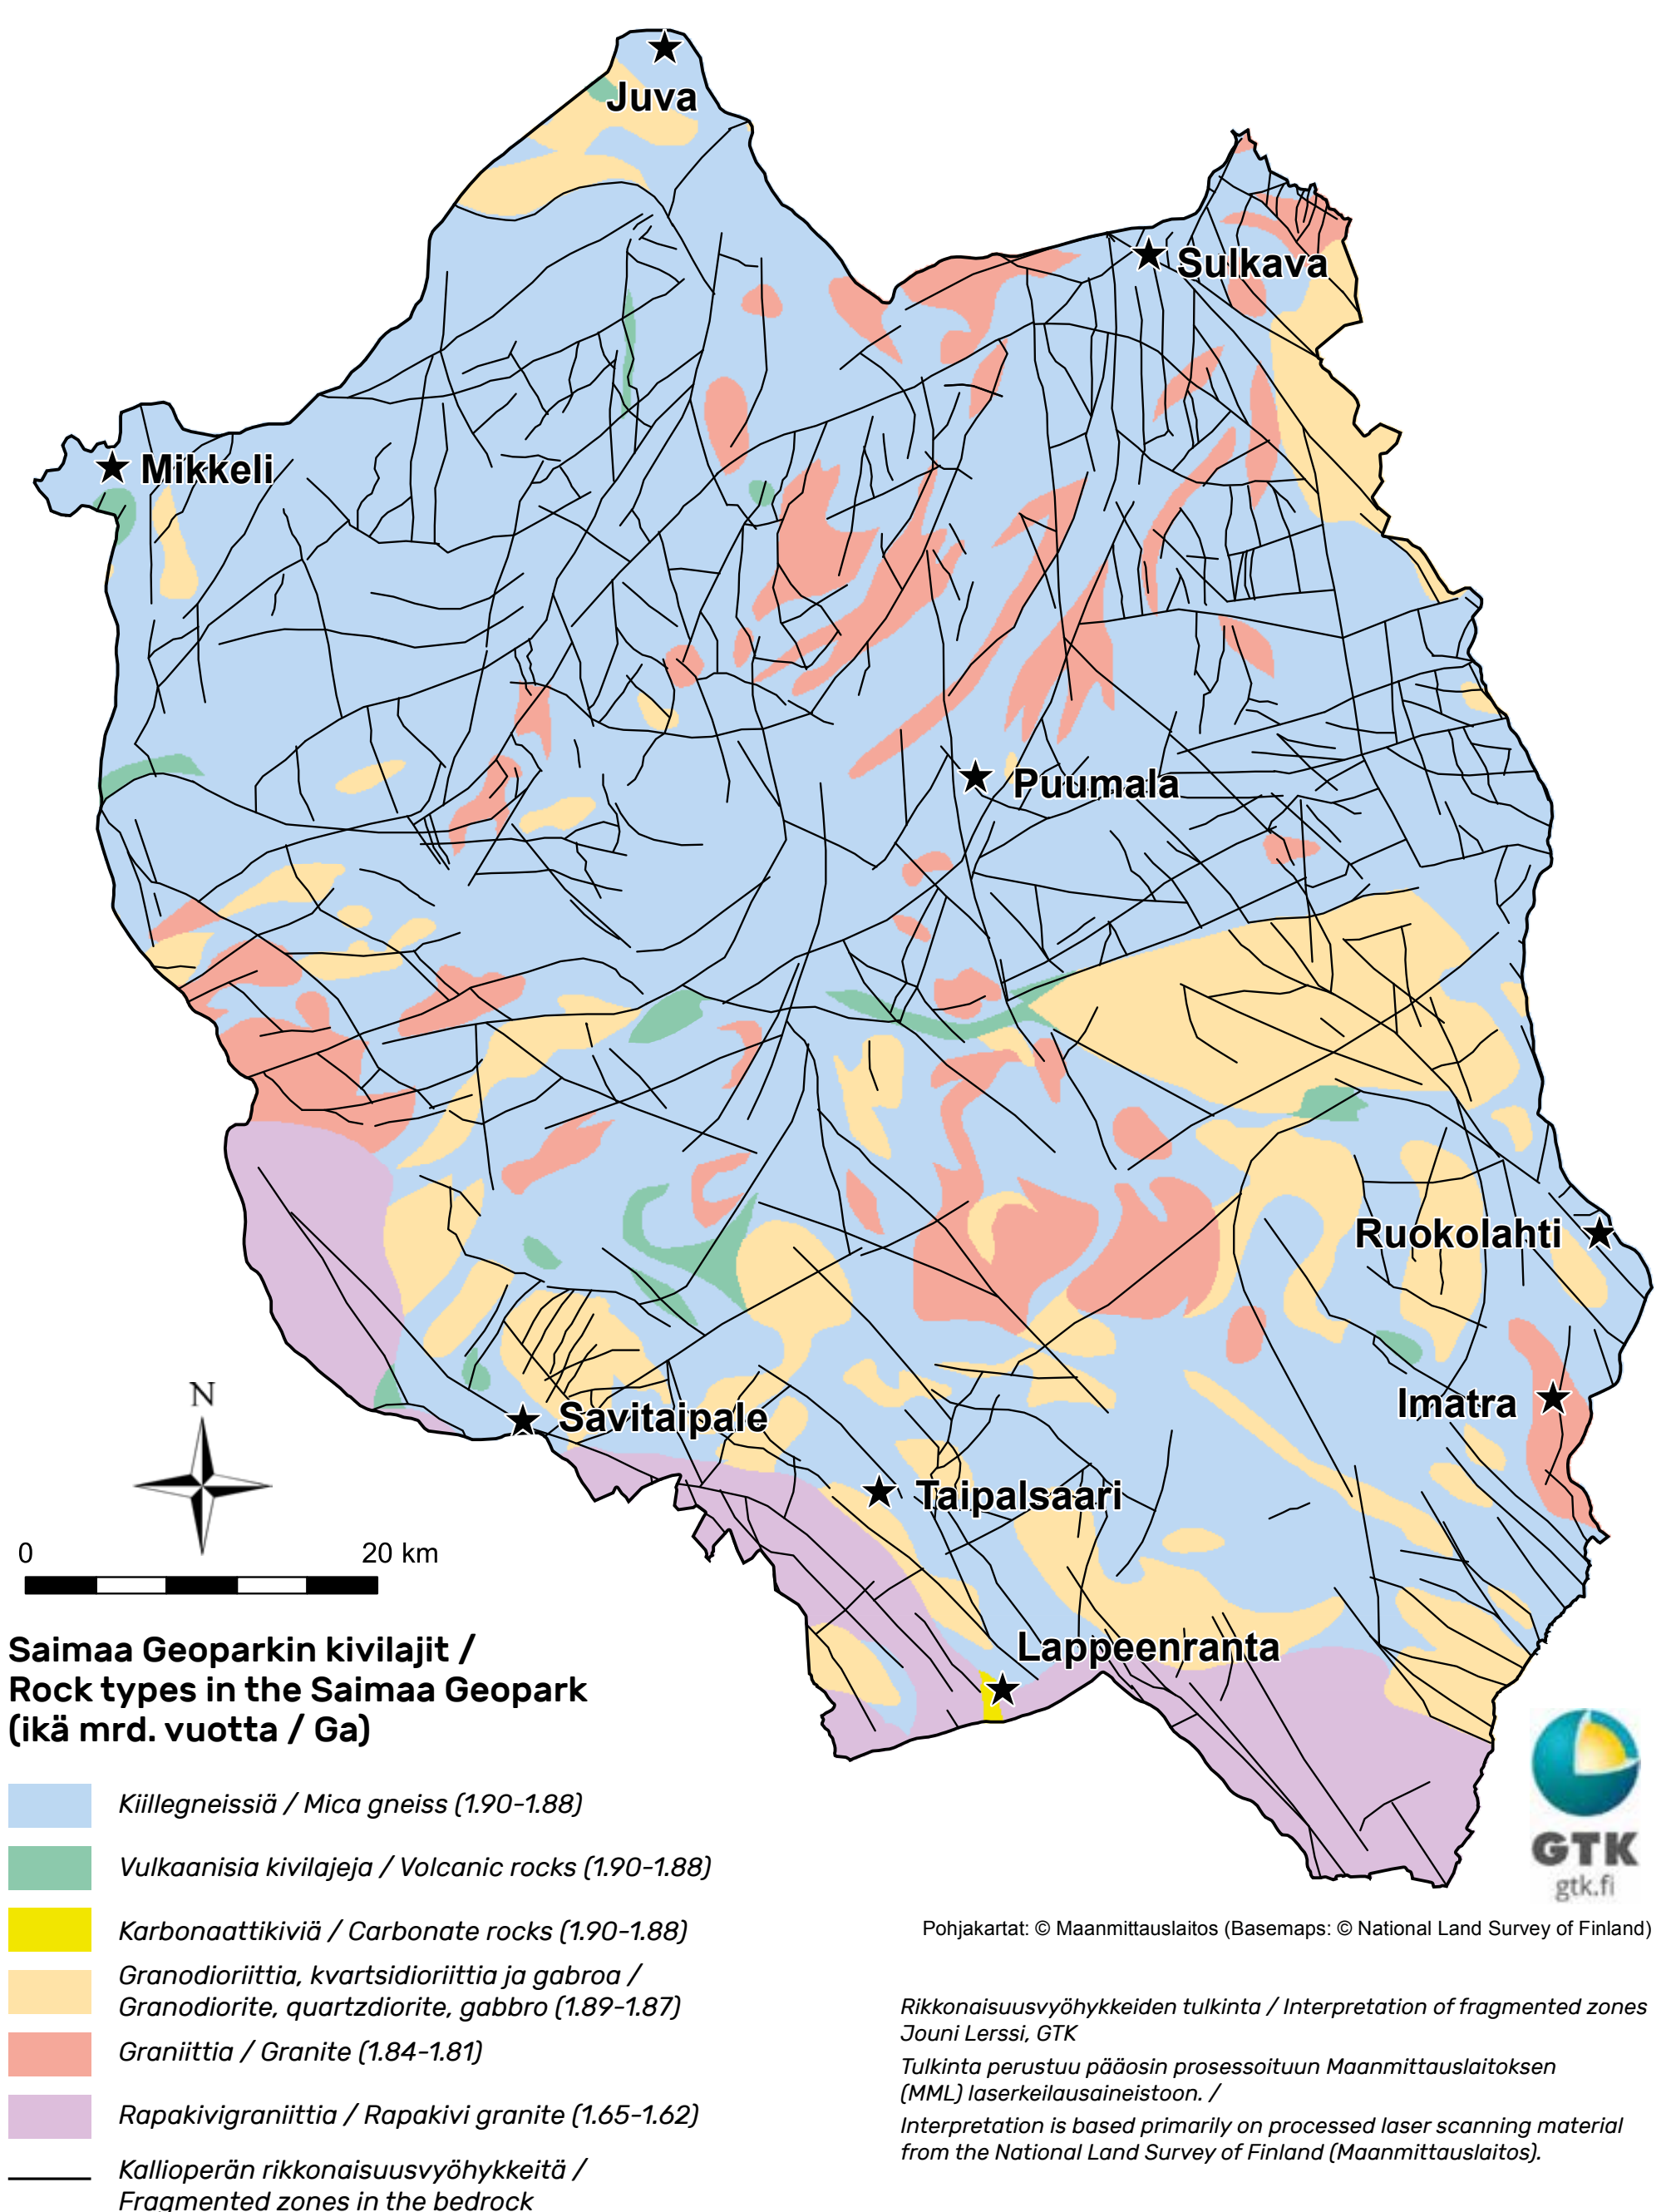 Juva
Sulkava
Mikkeli
Puumala
Ruokolahti
Imatra
Savitaipale
Taipalsaari
Lappeenranta
N
0 20 km
Saimaa Geoparkin kivilajit /
Rock types in the Saimaa Geopark
(ikä mrd. vuotta / Ga)
Kiillegneissiä / Mica gneiss (1.90-1.88)
Vulkaanisia kivilajeja / Volcanic rocks (1.90-1.88)
Karbonaattikiviä / Carbonate rocks (1.90-1.88)
Granodioriittia, kvartsidioriittia ja gabroa /
Granodiorite, quartzdiorite, gabbro (1.89-1.87)
Graniittia / Granite (1.84-1.81)
Rapakivigraniittia / Rapakivi granite (1.65-1.62)
Kallioperän rikkonaisuusvyöhykkeitä /
Fragmented zones in the bedrock
GTK
gtk.fi
Pohjakartat: © Maanmittauslaitos (Basemaps: © National Land Survey of Finland)
Rikkonaisuusvyöhykkeiden tulkinta / Interpretation of fragmented zones
Jouni Lerssi, GTK
Tulkinta perustuu pääosin prosessoituun Maanmittauslaitoksen
(MML) laserkeilausaineistoon. /
Interpretation is based primarily on processed laser scanning material
from the National Land Survey of Finland (Maanmittauslaitos).